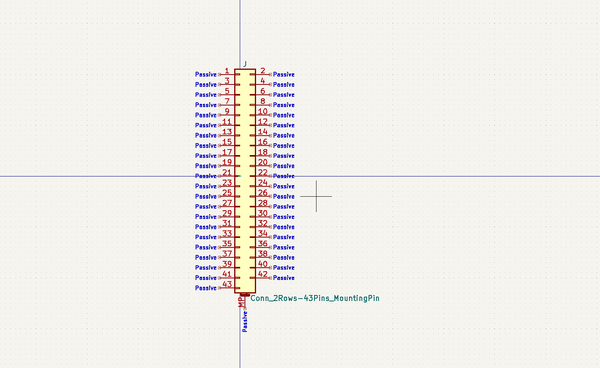 J
Passive 1 2 Passive
Passive 3 4 Passive
Passive 5 6 Passive
Passive 7 8 Passive
Passive 9 10 Passive
Passive 11 12 Passive
Passive 13 14 Passive
Passive 15 16 Passive
Passive 17 18 Passive
Passive 19 20 Passive
Passive 21 22 Passive
Passive 23 24 Passive
Passive 25 26 Passive
Passive 27 28 Passive
Passive 29 30 Passive
Passive 31 32 Passive
Passive 33 34 Passive
Passive 35 36 Passive
Passive 37 38 Passive
Passive 39 40 Passive
Passive 41 42 Passive
Passive 43
Conn_2Rows-43Pins_MountingPin
MP
Passive